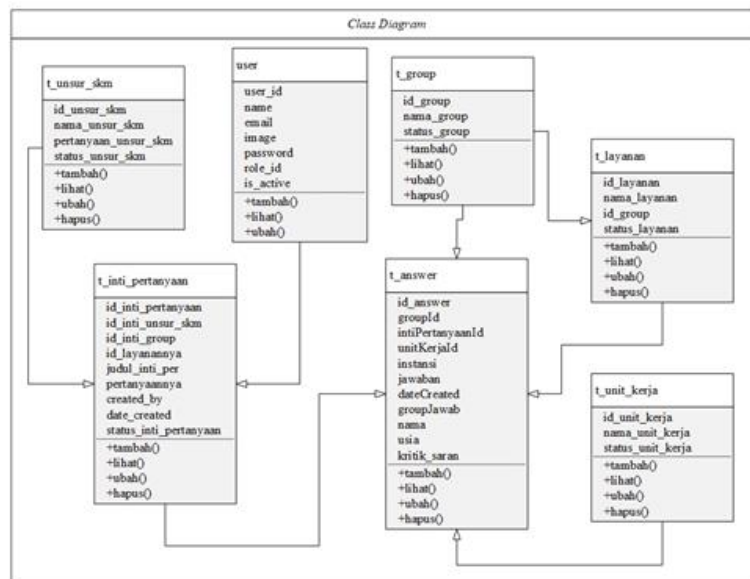 Class Diagram
t_unsur_skm
id_unsur_skm
nama_unsur_skm
pertanyaan_unsur_skm
status_unsur_skm
+tambah()
+lihat()
+ubah()
+hapus()
user
user_id
name
email
image
password
role_id
is_active
+tambah()
+lihat()
+ubah()
t_group
id_group
nama_group
status_group
+tambah()
+lihat()
+ubah()
+hapus()
t_layanan
id_layanan
nama_layanan
id_group
status_layanan
+tambah()
+lihat()
+ubah()
+hapus()
t_inti_pertanyaan
id_inti_pertanyaan
id_inti_unsur_skm
id_inti_group
id_layanannya
judul_inti_per
pertanyaannya
created_by
date_created
status_inti_pertanyaan
+tambah()
+lihat()
+ubah()
+hapus()
t_answer
id_answer
groupId
intiPertanyaanId
unitKerjaId
instansi
jawaban
dateCreated
groupJawab
nama
usia
kritik_saran
+tambah()
+lihat()
+ubah()
+hapus()
t_unit_kerja
id_unit_kerja
nama_unit_kerja
status_unit_kerja
+tambah()
+lihat()
+ubah()
+hapus()